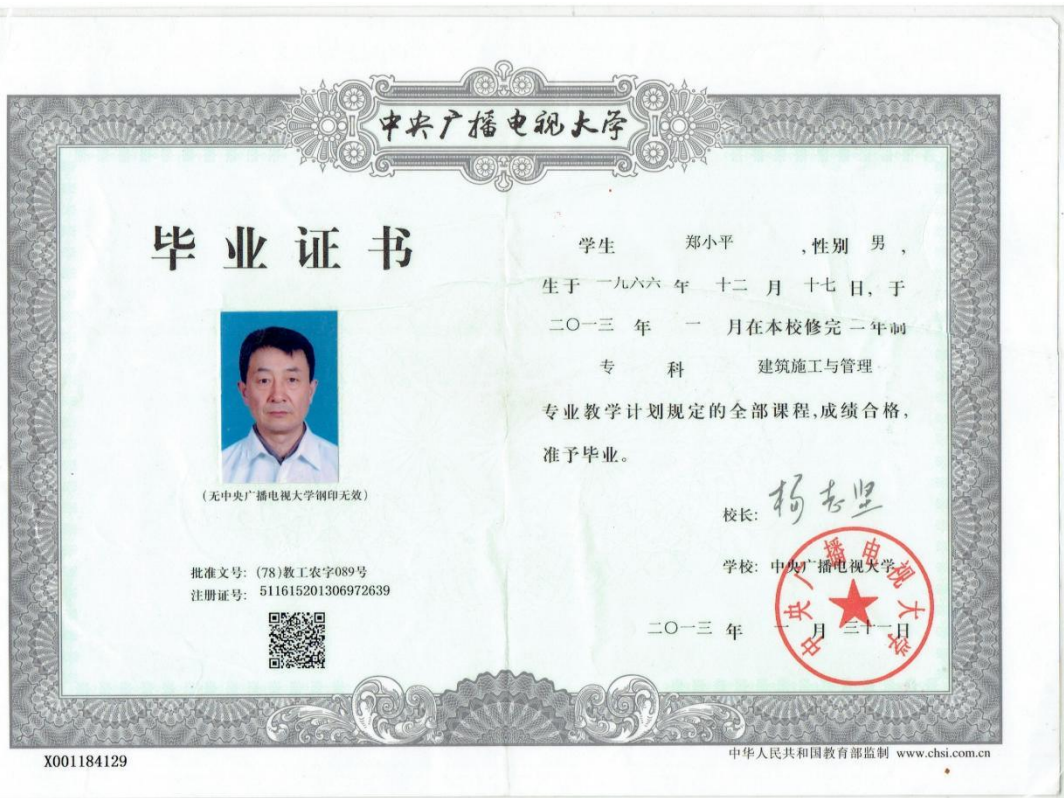 中央广播电视大学
毕业证书
(无中央广播电视大学钢印无效)
批准文号: (78)教工农字089号
注册证号: 511615201306972639
X001184129
学生 郑小平 ,性别 男 ,
生于 一九六六 年 十二 月 十七 日, 于
二〇一三 年 一 月在本校修完 二年制
专 科 建筑施工与管理
专业教学计划规定的全部课程,成绩合格,
准予毕业。
校长: 杨志坚
学校: 中央广播电视大学
二〇一三 年 一 月 三十一日
中央广播电视大学
中华人民共和国教育部监制 www.chsi.com.cn